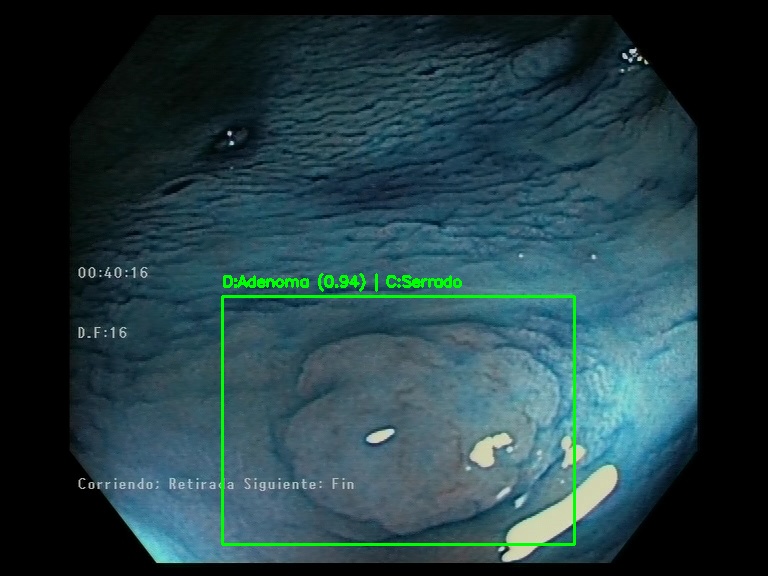 00:40:16
D:Adenoma (0.94) | C:Serrado
D.F:16
Corriendo: Retirada Siguiente: Fin